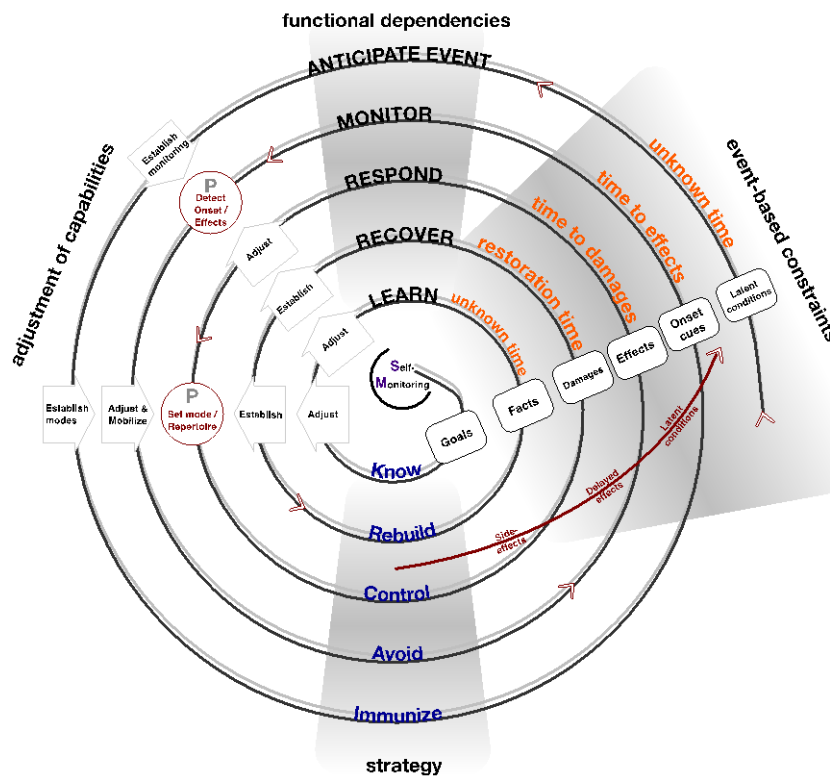 functional dependencies
ANTICIPATE EVENT
MONITOR
RESPOND
RECOVER
LEARN
adjustment of capabilities
event-based constraints
Establish
monitoring
P
Detect
Onset /
Effects
Adjust
Establish
Adjust
unknown time
restoration time
time to damages
time to effects
unknown time
Self-
Monitoring
Goals
Facts
Damages
Effects
Onset
cues
Latent
conditions
Establish
modes
Adjust &
Mobilize
P
Set mode /
Repertoire
Establish
Adjust
Side-
effects
Delayed
effects
Latent
conditions
Know
Rebuild
Control
Avoid
Immunize
strategy